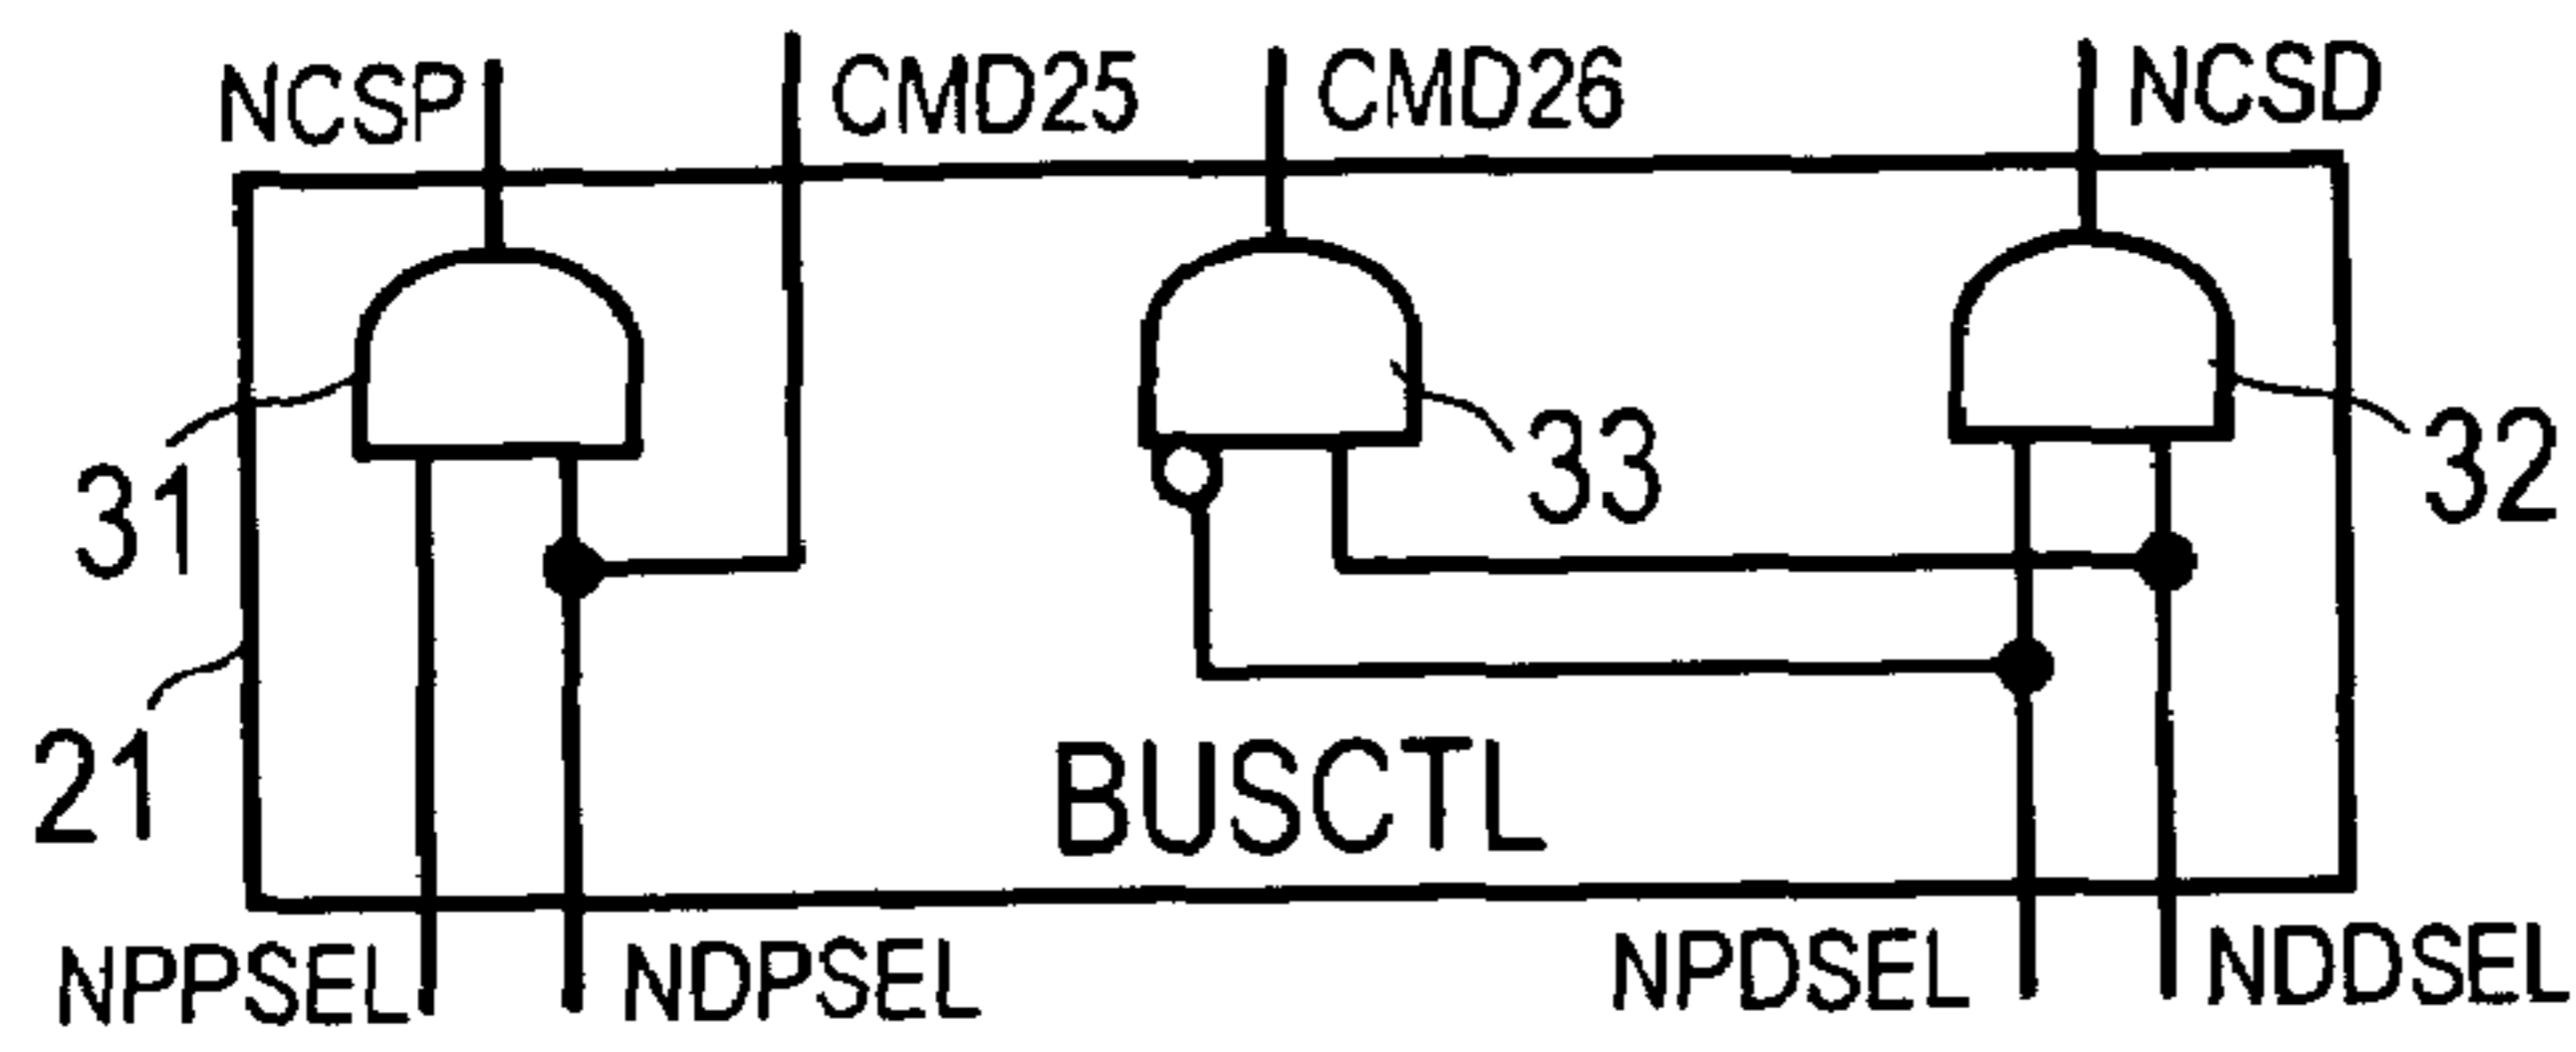 NCSP
CMD25
CMD26
NCSD
31
33
32
21
BUSCTL
NPPSEL
NDPSEL
NPDSEL
NDDSEL